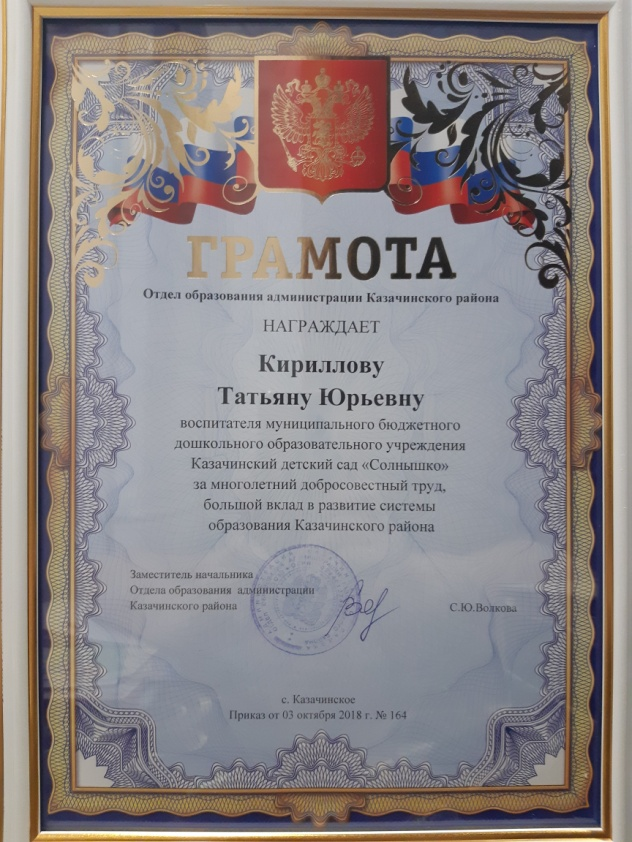 ГРАМОТА
Отдел образования администрации Казачинского района
НАГРАЖДАЕТ
Кириллову
Татьяну Юрьевну
воспитателя муниципального бюджетного
дошкольного образовательного учреждения
Казачинский детский сад «Солнышко»
за многолетний добросовестный труд,
большой вклад в развитие системы
образования Казачинского района
Заместитель начальника
Отдела образования администрации
Казачинского района С.Ю.Волкова
с. Казачинское
Приказ от 03 октября 2018 г. № 164